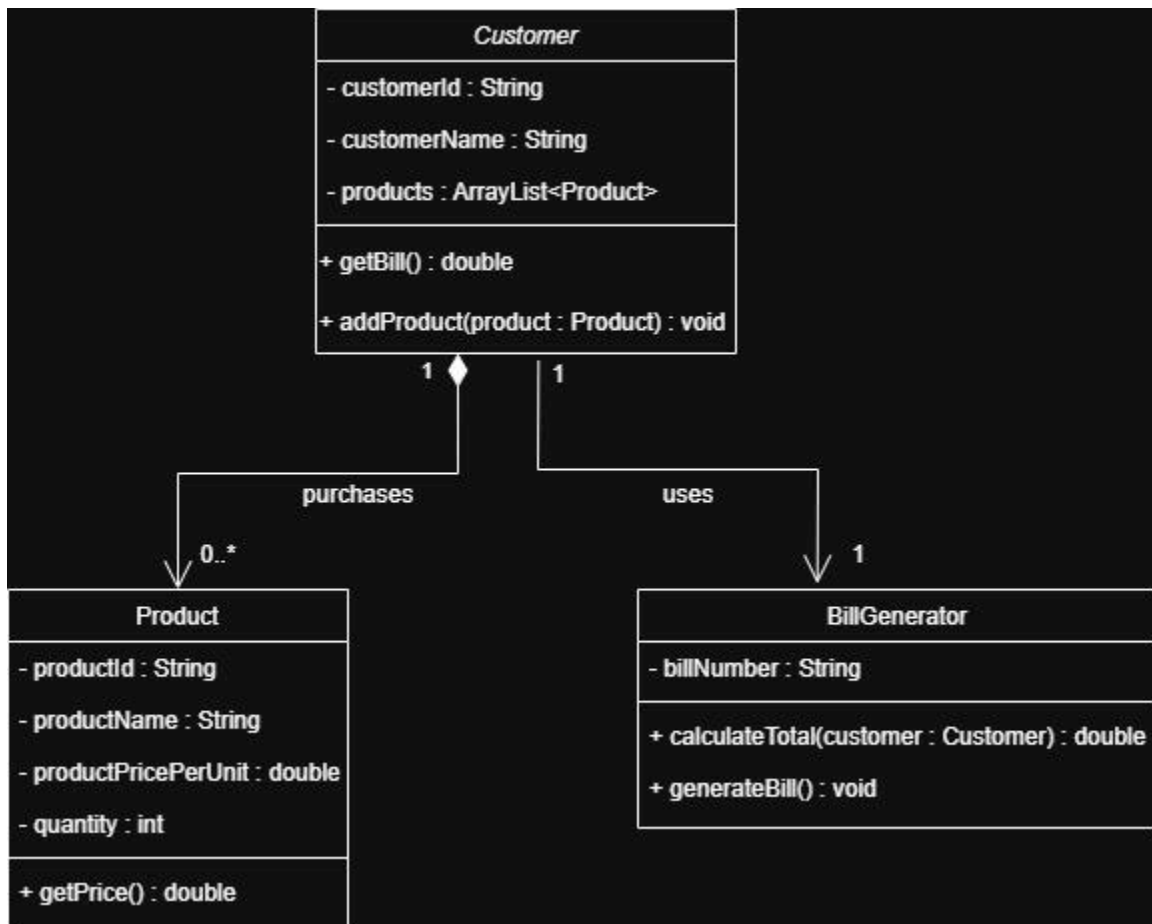 Customer
- customerId : String
- customerName : String
- products : ArrayList<Product>
+ getBill() : double
+ addProduct(product : Product) : void
1
1
purchases
uses
0..*
1
Product
- productId : String
- productName : String
- productPricePerUnit : double
- quantity : int
+ getPrice() : double
BillGenerator
- billNumber : String
+ calculateTotal(customer : Customer) : double
+ generateBill() : void